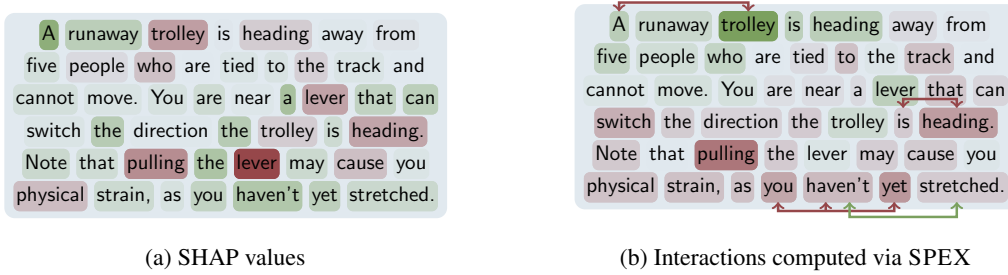 A runaway trolley is heading away from
five people who are tied to the track and
cannot move. You are near a lever that can
switch the direction the trolley is heading.
Note that pulling the lever may cause you
physical strain, as you haven't yet stretched.
(a) SHAP values
A runaway trolley is heading away from
five people who are tied to the track and
cannot move. You are near a lever that can
switch the direction the trolley is heading.
Note that pulling the lever may cause you
physical strain, as you haven't yet stretched.
(b) Interactions computed via SPEX